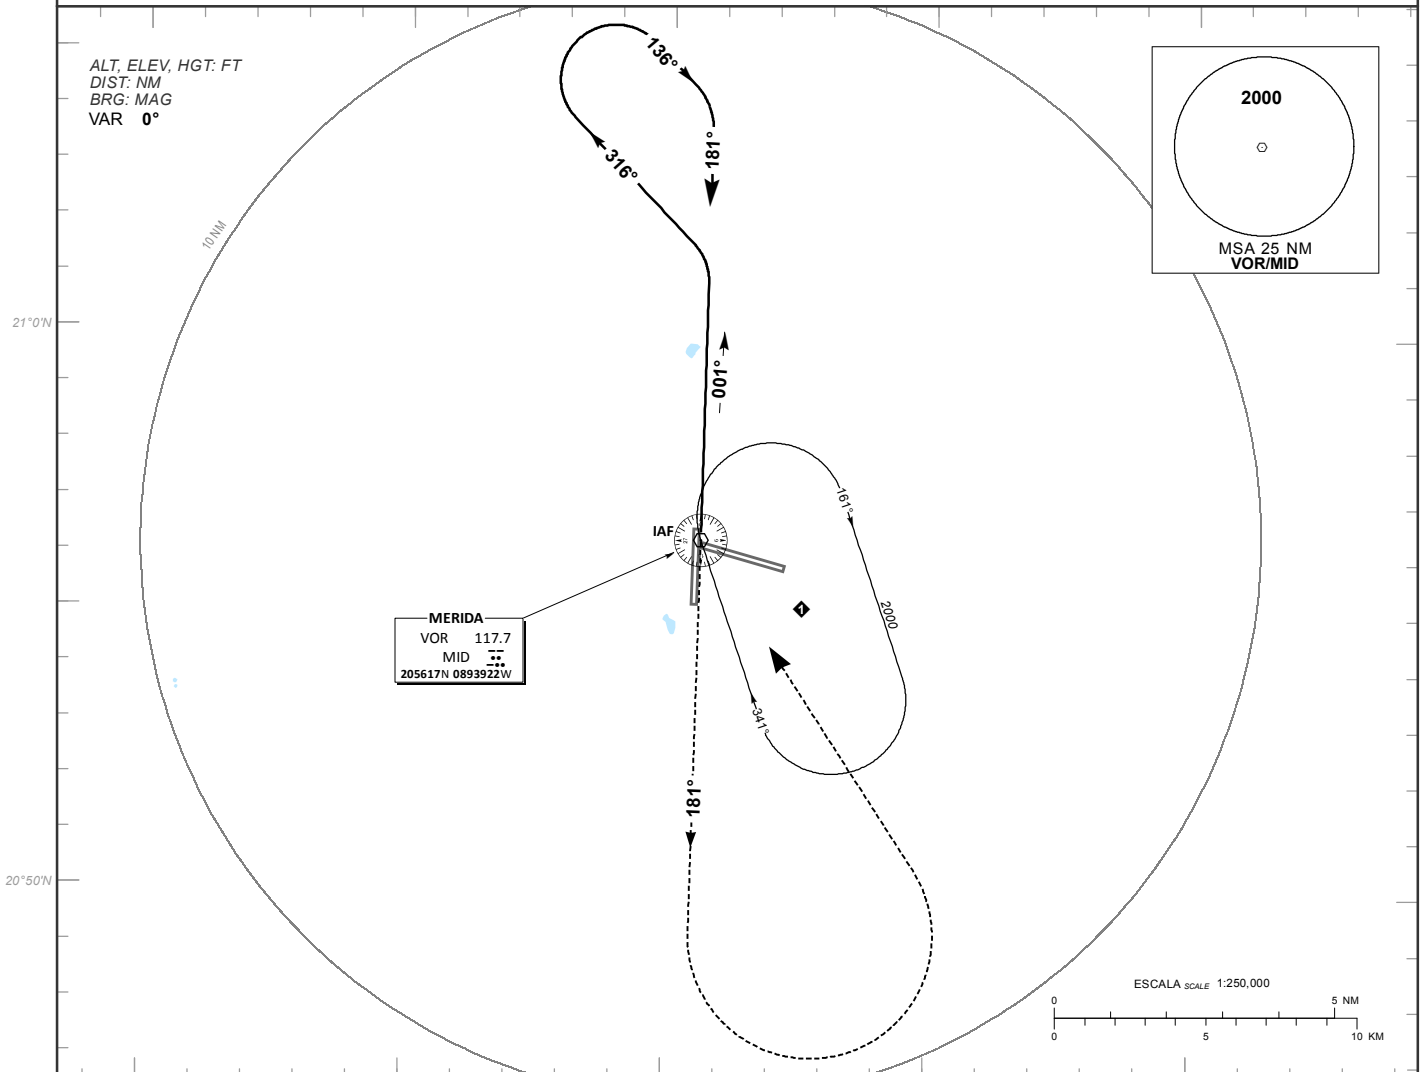 ALT, ELEV, HGT: FT
DIST: NM
BRG: MAG
VAR 0°
136°
181°
316°
2000
MSA 25 NM
VOR/MID
10 NM
21°0'N
001°
161°
IAF
1
2000
MERIDA
VOR 117.7
MID
205617N 0893922W
341°
181°
20°50'N
ESCALA SCALE 1:250,000
0 5 NM
0 5 10 KM